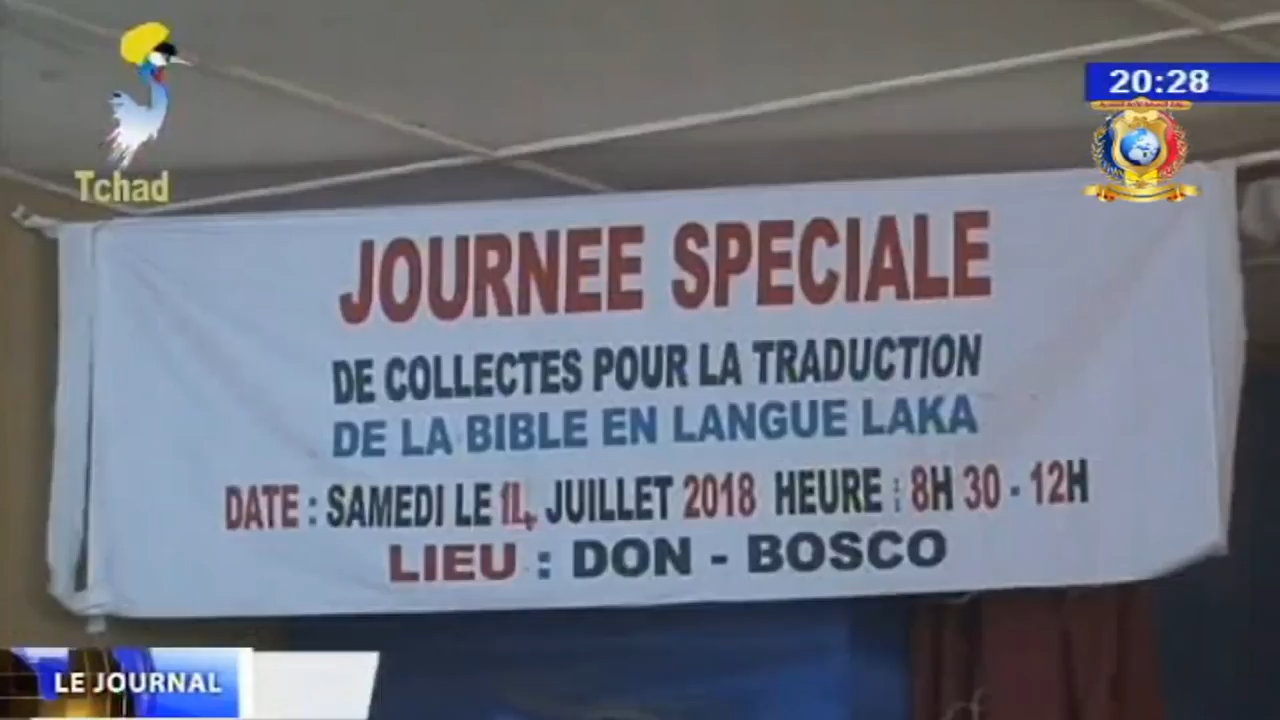 20:28
Tchad
JOURNEE SPECIALE
DE COLLECTES POUR LA TRADUCTION
DE LA BIBLE EN LANGUE LAKA
DATE : SAMEDI LE 14 JUILLET 2018 HEURE : 8H 30 - 12H
LIEU : DON - BOSCO
LE JOURNAL